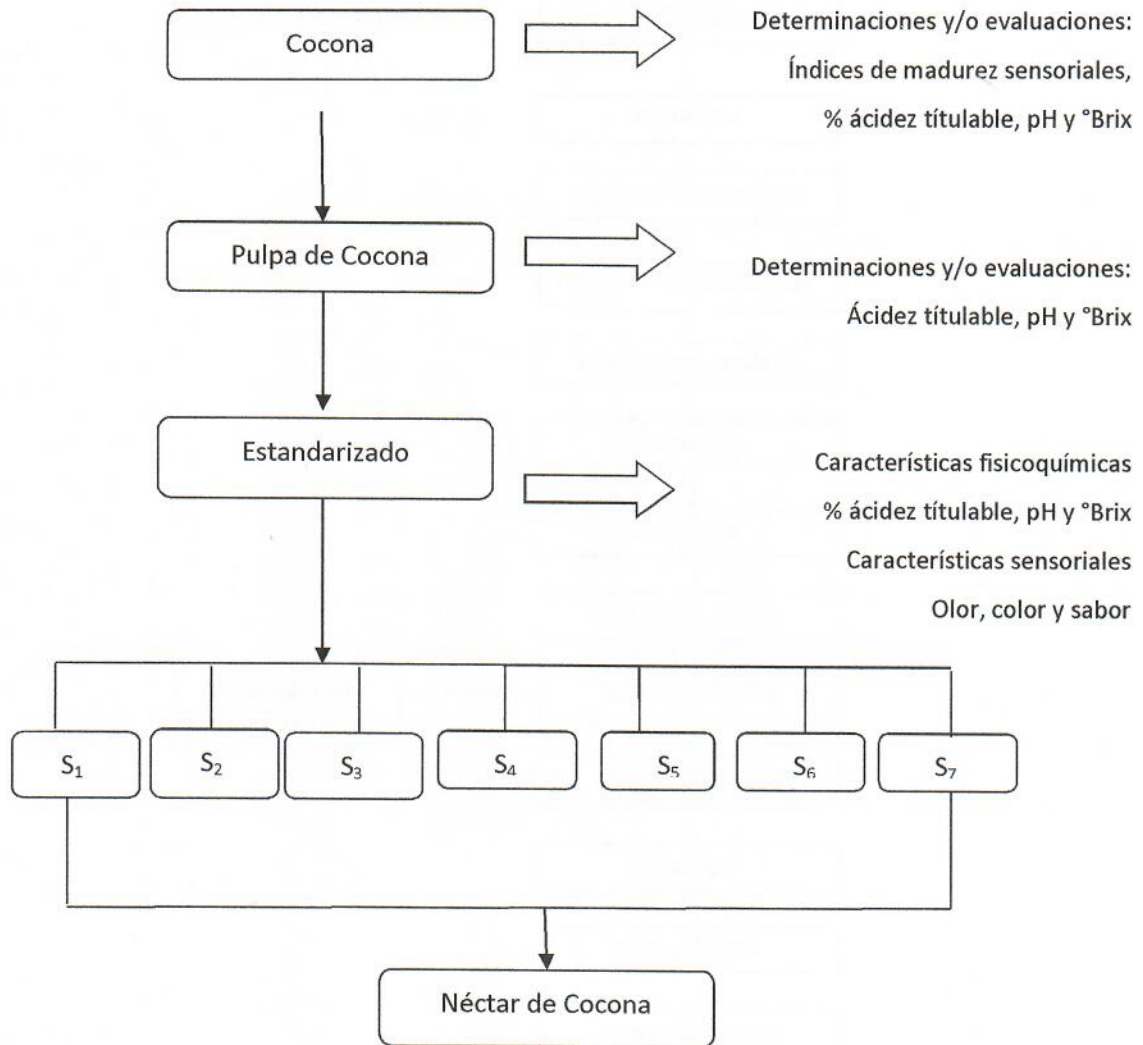 Cocona
Determinaciones y/o evaluaciones:
Índices de madurez sensoriales,
% ácidez títulable, pH y °Brix
Pulpa de Cocona
Determinaciones y/o evaluaciones:
Ácidez títulable, pH y °Brix
Estandarizado
Característícas fisicoquímicas
% ácidez títulable, pH y °Brix
Característícas sensoriales
Olor, color y sabor
S₁
S₂
S₃
S₄
S₅
S₆
S₇
Néctar de Cocona